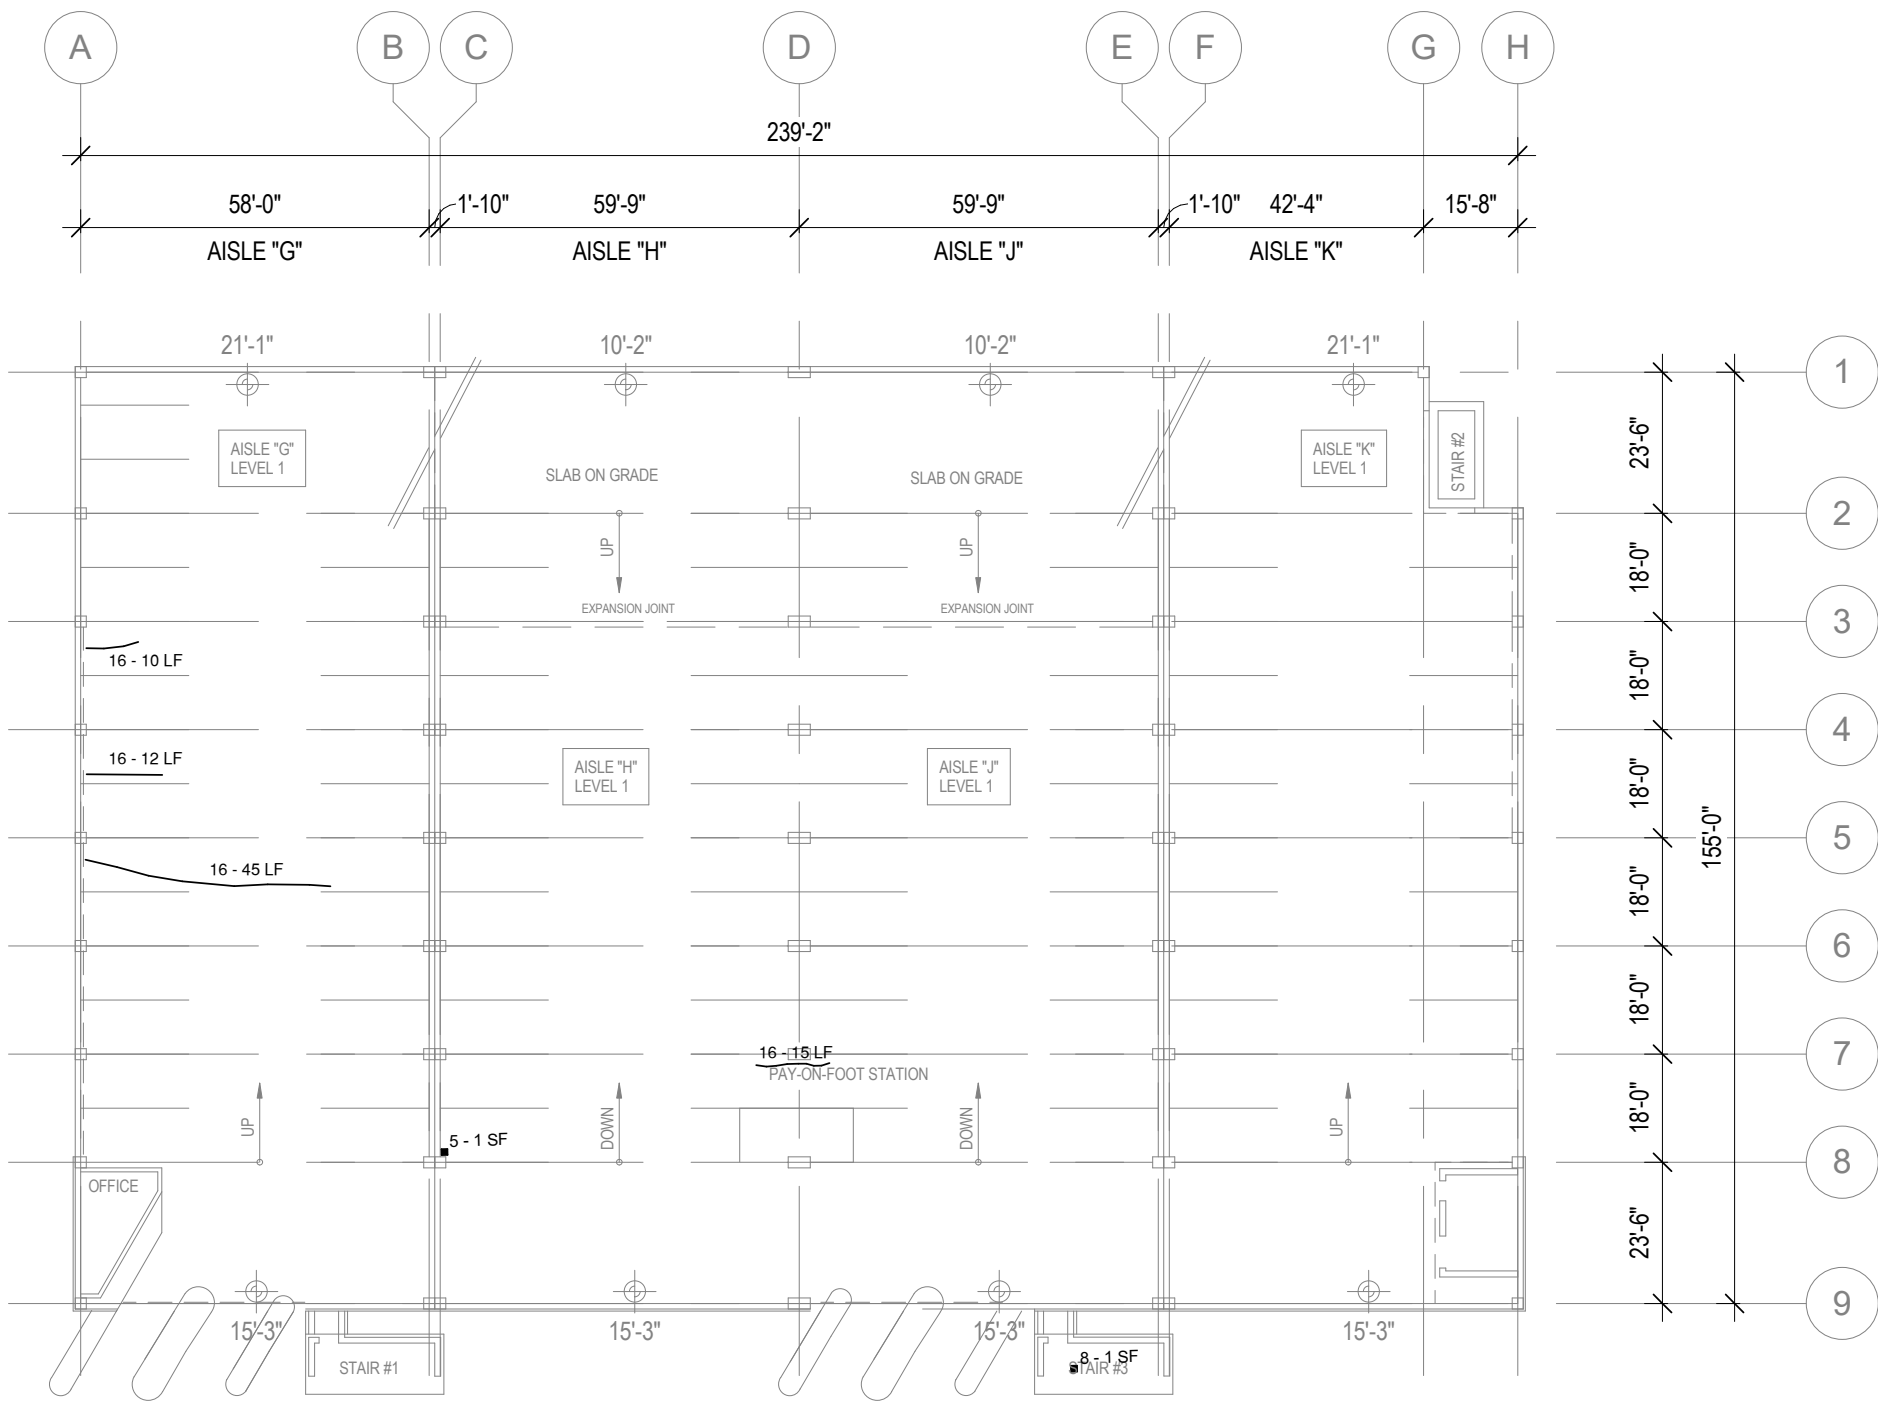 A
B
C
D
E
F
G
H
239'-2"
58'-0"
1'-10"
59'-9"
59'-9"
1'-10"
42'-4"
15'-8"
AISLE "G"
AISLE "H"
AISLE "J"
AISLE "K"
21'-1"
10'-2"
10'-2"
21'-1"
1
AISLE "G"
LEVEL 1
SLAB ON GRADE
SLAB ON GRADE
AISLE "K"
LEVEL 1
STAIR #2
23'-6"
2
UP
UP
18'-0"
EXPANSION JOINT
EXPANSION JOINT
3
16 - 10 LF
18'-0"
4
16 - 12 LF
AISLE "H"
LEVEL 1
AISLE "J"
LEVEL 1
18'-0"
155'-0"
5
16 - 45 LF
18'-0"
6
18'-0"
16 - 15 LF
7
PAY-ON-FOOT STATION
UP
DOWN
DOWN
UP
18'-0"
5 - 1 SF
8
OFFICE
23'-6"
9
15'-3"
15'-3"
15'-3"
15'-3"
STAIR #1
8 - 1 SF
STAIR #3